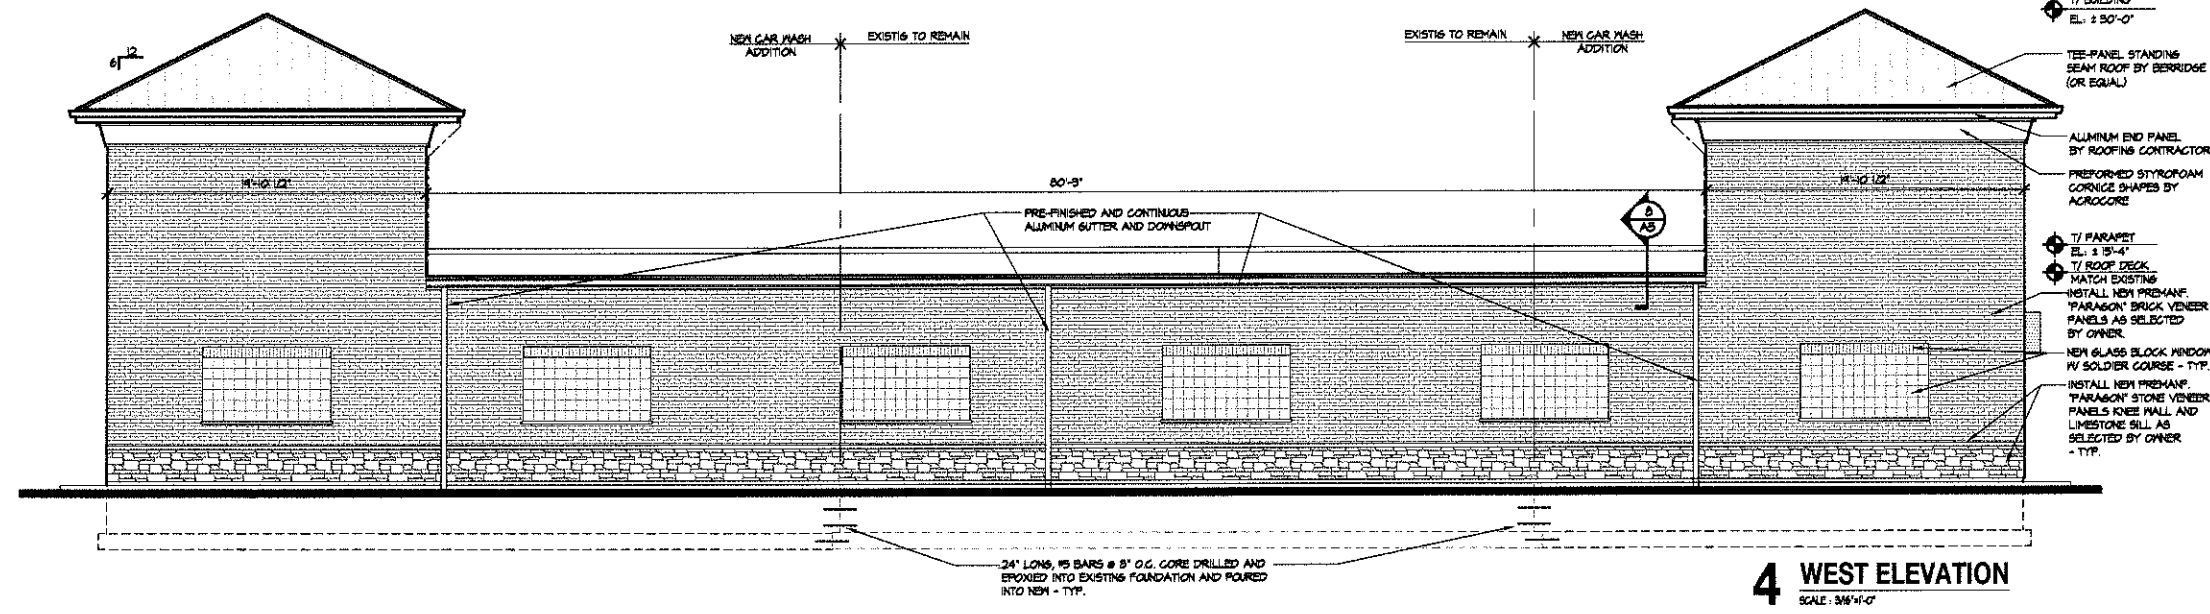 T/ BUILDING
EL: ± 30'-0"
NEW CAR WASH
ADDITION
EXISTIG TO REMAIN
EXISTIG TO REMAIN
NEW CAR WASH
ADDITION
12
6
TEE-PANEL STANDING
SEAM ROOF BY BERRIDGE
(OR EQUAL)
ALUMINUM END PANEL
BY ROOFING CONTRACTOR
PREFORMED STYROFOAM
CORNICE SHAPES BY
ACROCORE
19'-10 1/2"
80'-9"
19'-10 1/2"
PRE-FINISHED AND CONTINUOUS
ALUMINUM GUTTER AND DOWNSPOUT
A3
T/ PARAPET
EL: ± 15'-4"
T/ ROOF DECK
MATCH EXISTING
INSTALL NEW PREMANF.
"PARAGON" BRICK VENEER
PANELS AS SELECTED
BY OWNER
NEW GLASS BLOCK WINDOW
W/ SOLDIER COURSE - TYP.
INSTALL NEW PREMANF.
"PARAGON" STONE VENEER
PANELS KNEE WALL AND
LIMESTONE SILL AS
SELECTED BY OWNER
- TYP.
24" LONG, #5 BARS @ 8" O.C. CORE DRILLED AND
EPOXIED INTO EXISTING FOUNDATION AND POURED
INTO NEW - TYP.
4 WEST ELEVATION
SCALE : 3/16"=1'-0"